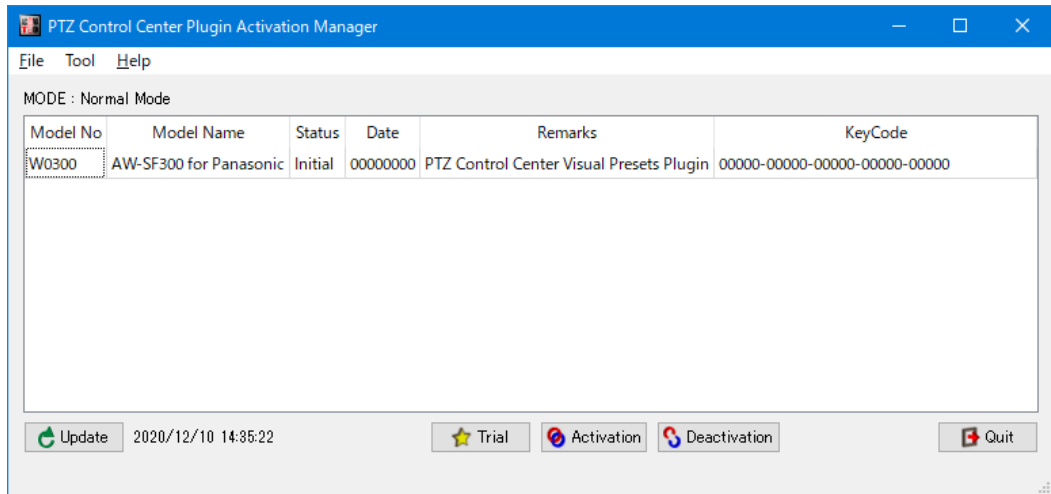 PTZ Control Center Plugin Activation Manager
File Tool Help
MODE : Normal Mode
Model No Model Name Status Date Remarks KeyCode
W0300 AW-SF300 for Panasonic Initial 00000000 PTZ Control Center Visual Presets Plugin 00000-00000-00000-00000-00000
Update 2020/12/10 14:35:22 Trial Activation Deactivation Quit